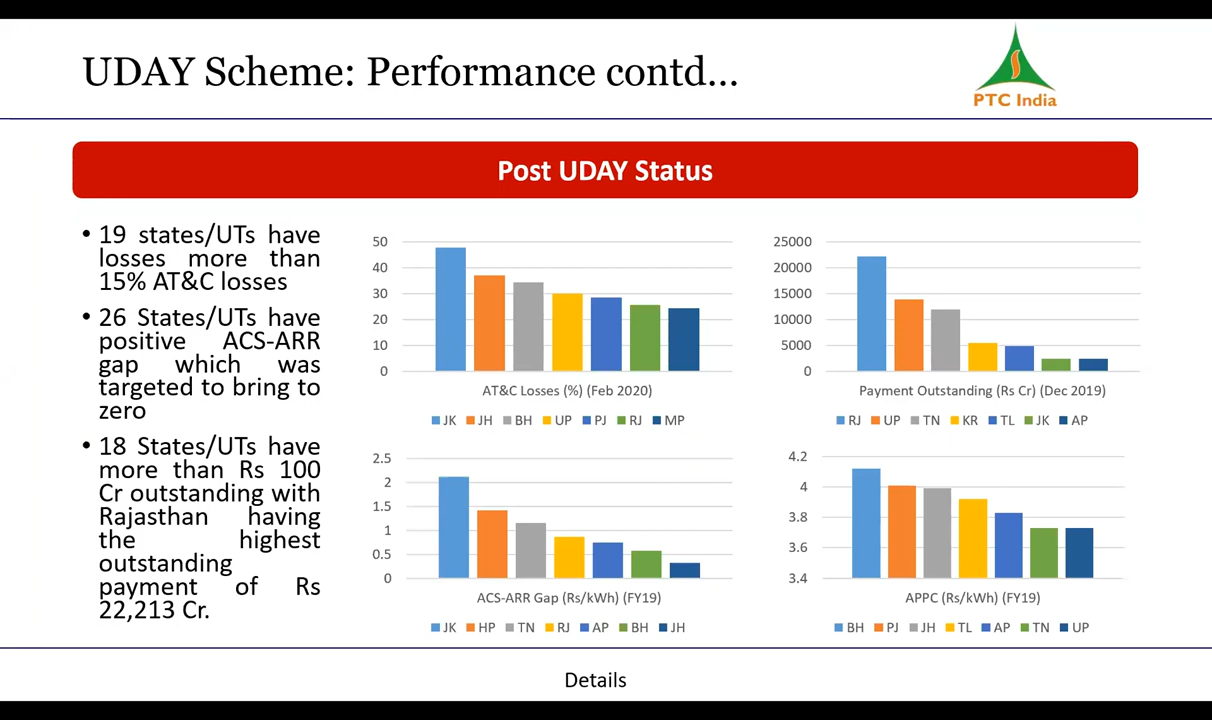 UDAY Scheme: Performance contd...
PTC India
Post UDAY Status
• 19 states/UTs have
losses more than
15% AT&C losses
• 26 States/UTs have
positive ACS-ARR
gap which was
targeted to bring to
zero
• 18 States/UTs have
more than Rs 100
Cr outstanding with
Rajasthan having
the highest
outstanding
payment of Rs
22,213 Cr.
50
40
30
20
10
0
AT&C Losses (%) (Feb 2020)
JK JH BH UP PJ RJ MP
25000
20000
15000
10000
5000
0
Payment Outstanding (Rs Cr) (Dec 2019)
RJ UP TN KR TL JK AP
2.5
2
1.5
1
0.5
0
ACS-ARR Gap (Rs/kWh) (FY19)
JK HP TN RJ AP BH JH
4.2
4
3.8
3.6
3.4
APPC (Rs/kWh) (FY19)
BH PJ JH TL AP TN UP
Details